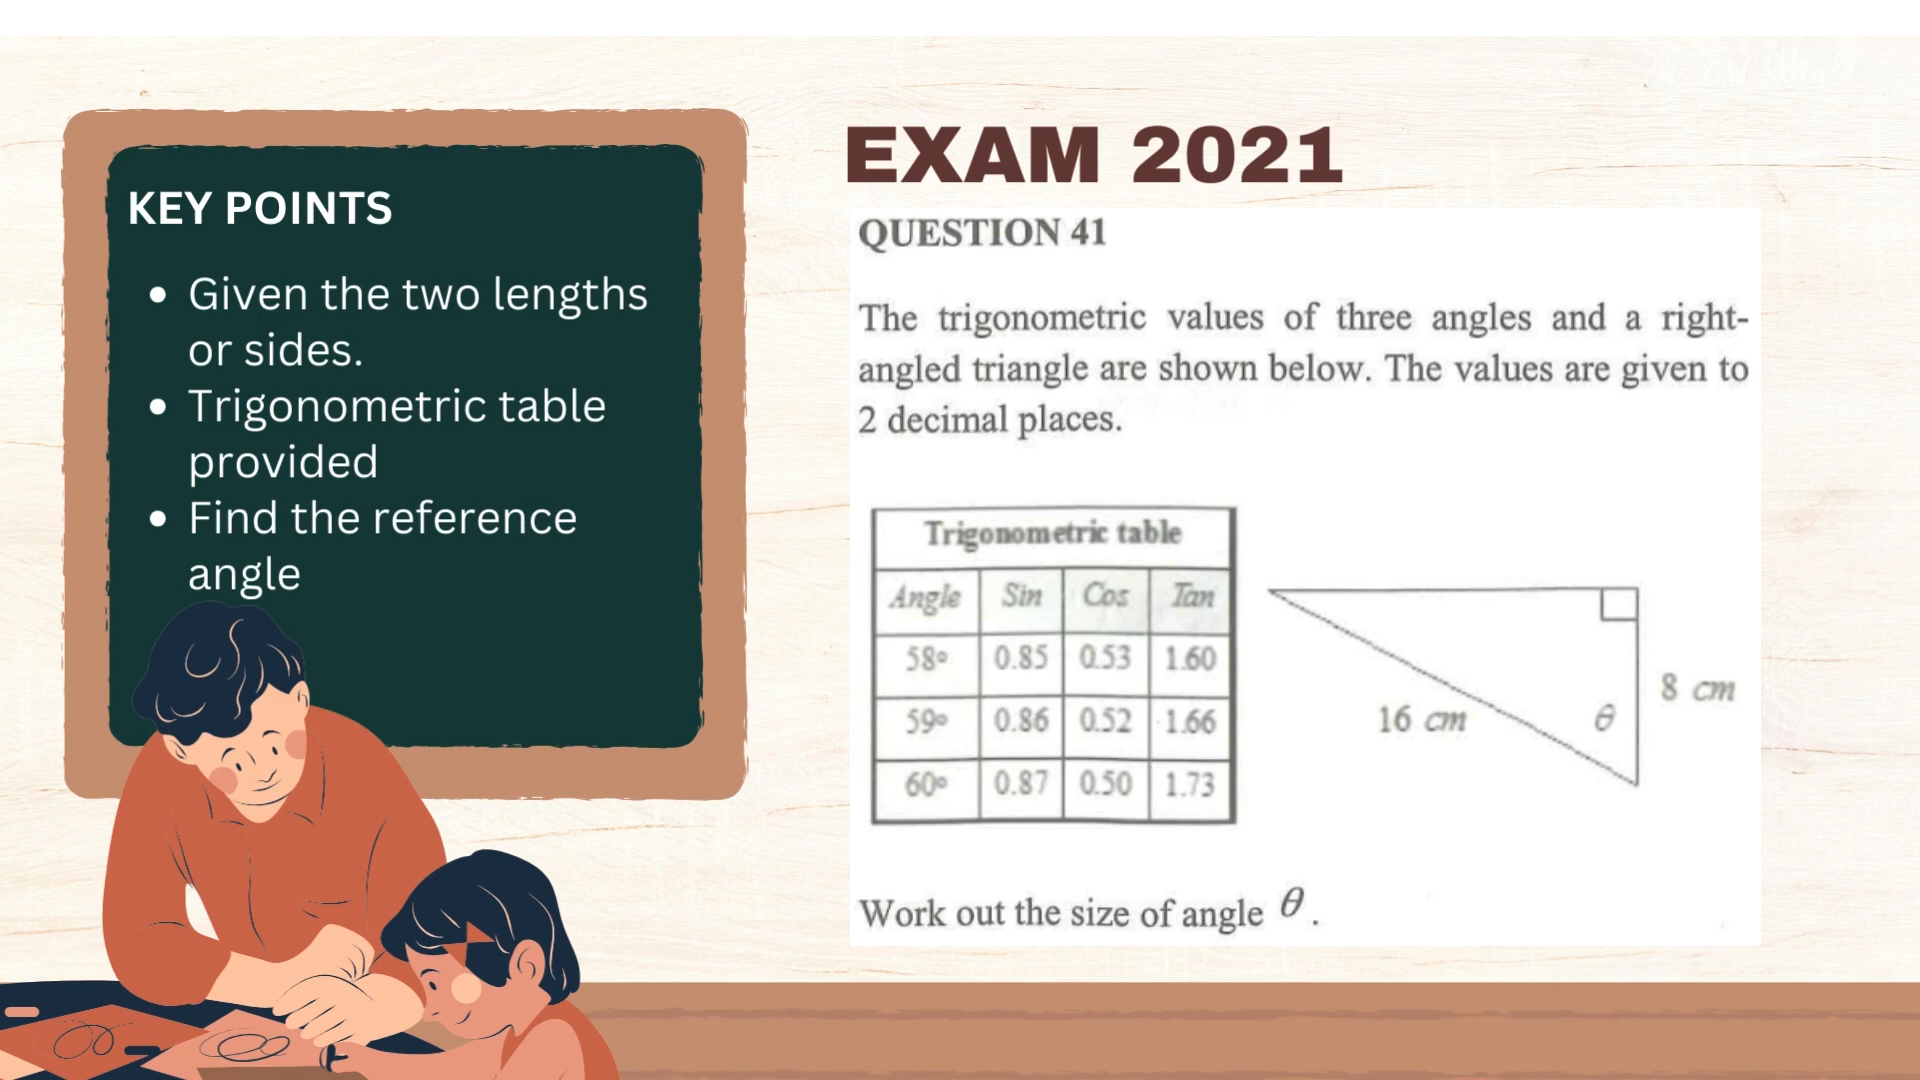 KEY POINTS
• Given the two lengths
or sides.
• Trigonometric table
provided
• Find the reference
angle
EXAM 2021
QUESTION 41
The trigonometric values of three angles and a right-
angled triangle are shown below. The values are given to
2 decimal places.
Trigonometric table
Angle Sin Cos Tan
58° 0.85 0.53 1.60
59° 0.86 0.52 1.66
60° 0.87 0.50 1.73
8 cm
16 cm
θ
Work out the size of angle θ.